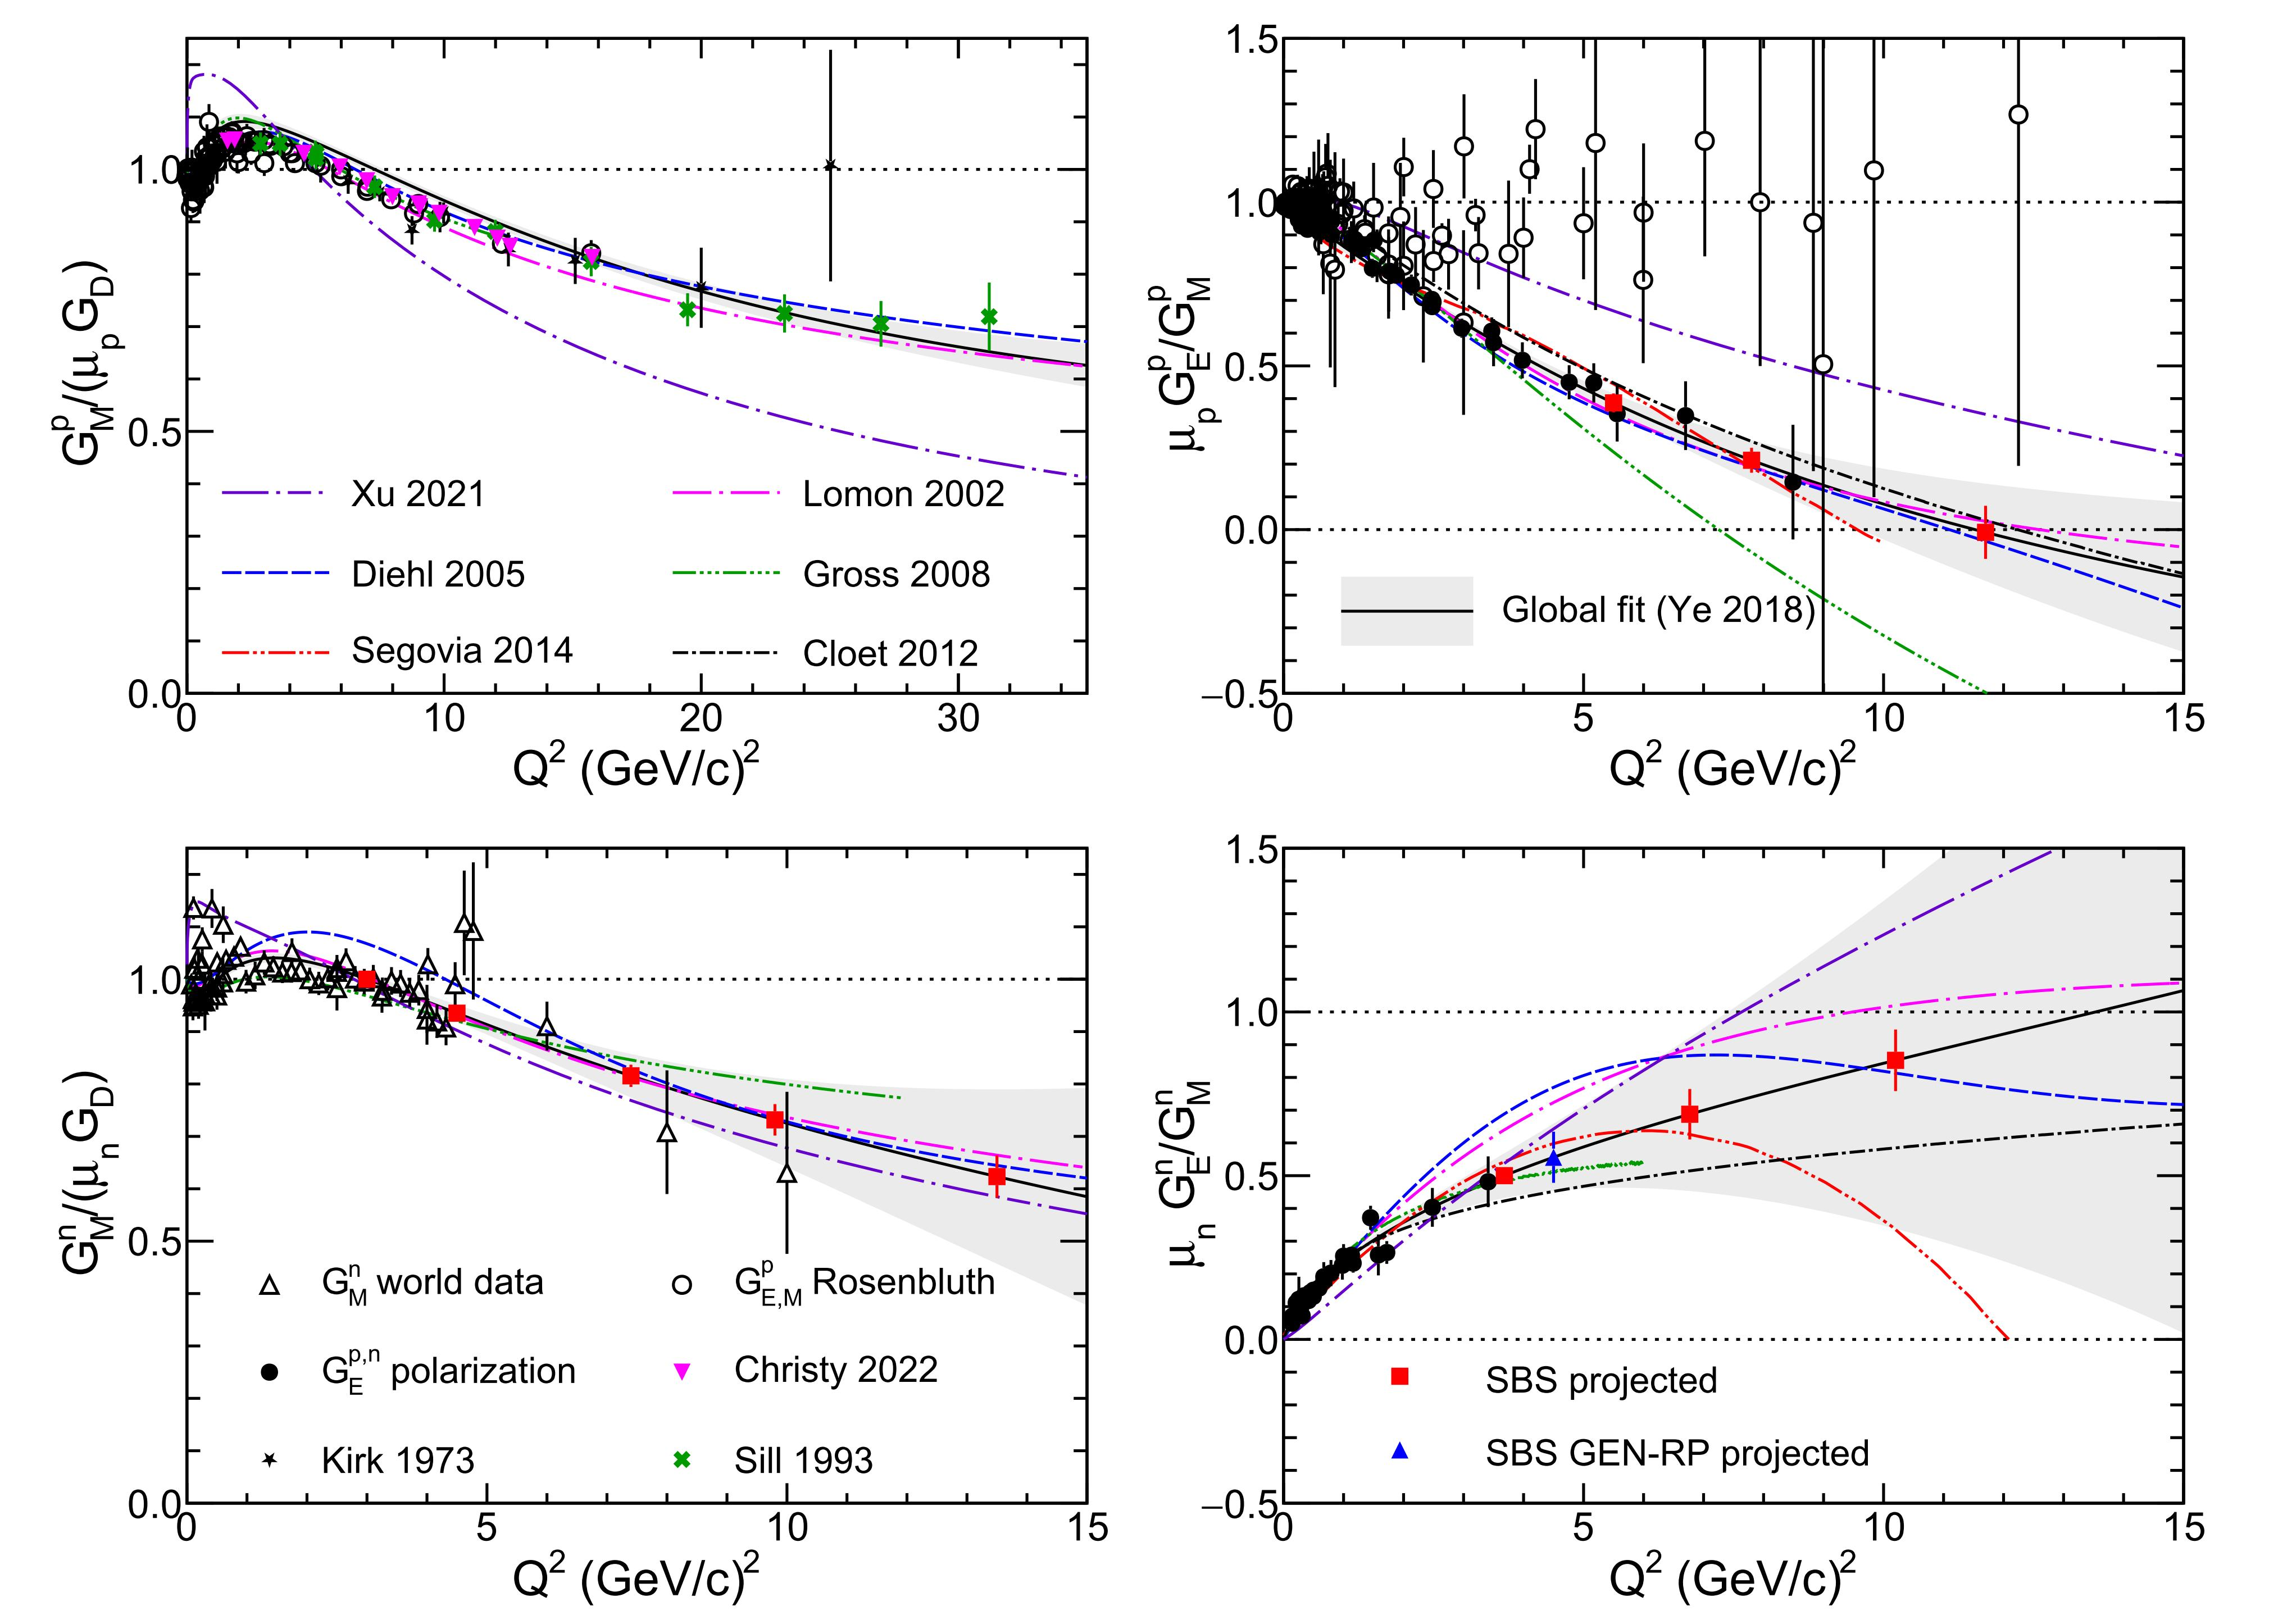 G^p_M/(μ_p G_D)
1.0
0.5
0.0
Xu 2021
Lomon 2002
Diehl 2005
Gross 2008
Segovia 2014
Cloet 2012
0 10 20 30
Q^2 (GeV/c)^2
μ_p G^p_E/G^p_M
1.5
1.0
0.5
0.0
−0.5
Global fit (Ye 2018)
0 5 10 15
Q^2 (GeV/c)^2
G^n_M/(μ_n G_D)
1.0
0.5
0.0
G^n_M world data
G^p_E,M Rosenbluth
G^p,n_E polarization
Christy 2022
Kirk 1973
Sill 1993
0 5 10 15
Q^2 (GeV/c)^2
μ_n G^n_E/G^n_M
1.5
1.0
0.5
0.0
−0.5
SBS projected
SBS GEN-RP projected
0 5 10 15
Q^2 (GeV/c)^2